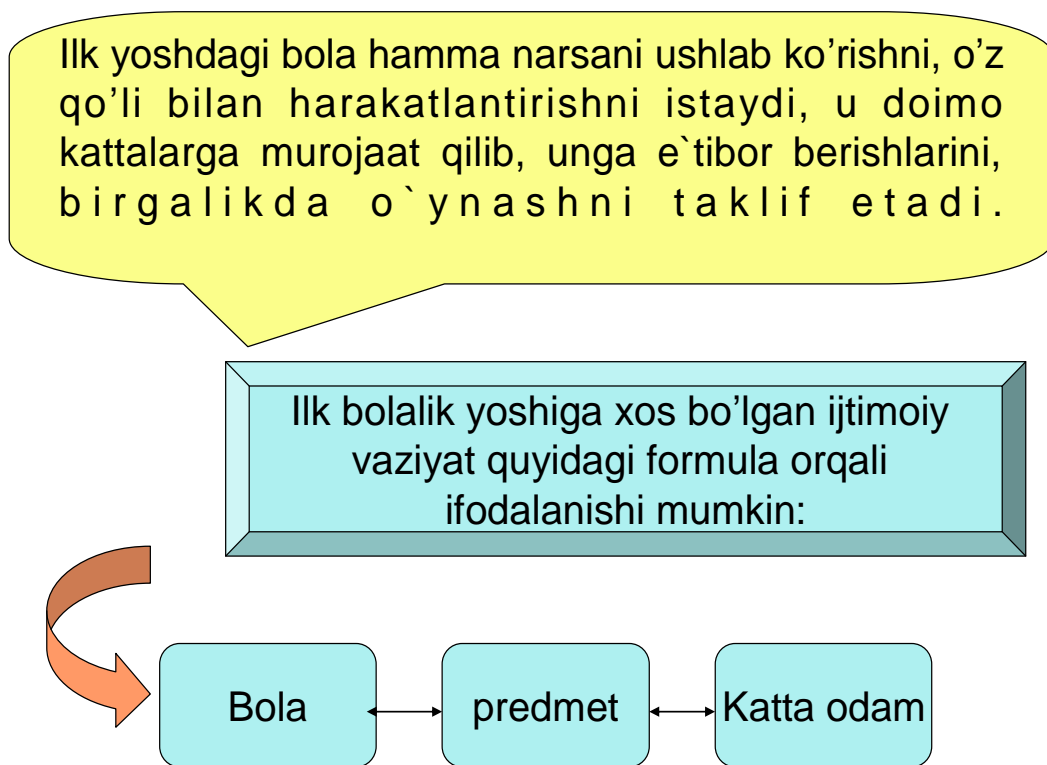 Ilk yoshdagi bola hamma narsani ushlab ko’rishni, o’z
qo’li bilan harakatlantirishni istaydi, u doimo
kattalarga murojaat qilib, unga e`tibor berishlarini,
birgalikda o`ynashni taklif etadi.
Ilk bolalik yoshiga xos bo’lgan ijtimoiy
vaziyat quyidagi formula orqali
ifodalanishi mumkin:
Bola predmet Katta odam